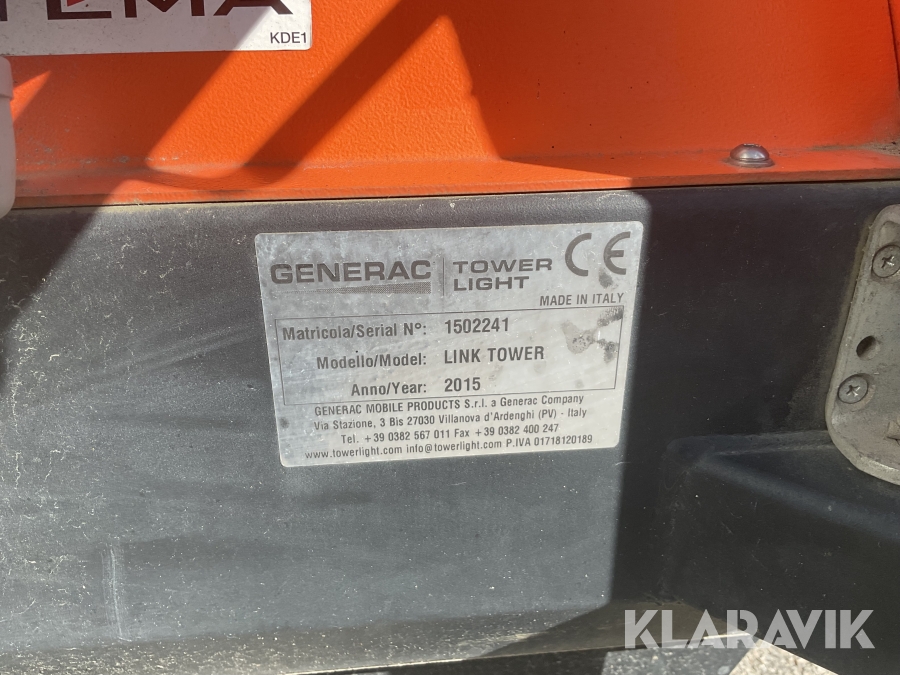 KDE1
GENERAC TOWER LIGHT CE
MADE IN ITALY
Matricola/Serial N°: 1502241
Modello/Model: LINK TOWER
Anno/Year: 2015
GENERAC MOBILE PRODUCTS S.r.l. a Generac Company
Via Stazione, 3 Bis 27030 Villanova d'Ardenghi (PV) - Italy
Tel. +39 0382 567 011 Fax +39 0382 400 247
www.towerlight.com info@towerlight.com P.IVA 01718120189
KLARAVIK